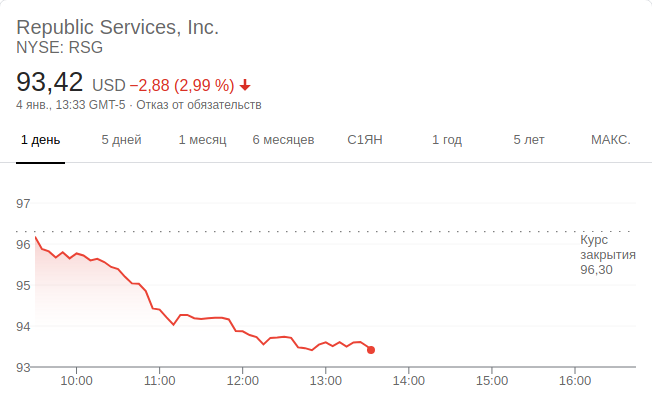 Republic Services, Inc.
NYSE: RSG
93,42 USD −2,88 (2,99 %)
4 янв., 13:33 GMT-5 · Отказ от обязательств
1 день 5 дней 1 месяц 6 месяцев С1ЯН 1 год 5 лет МАКС.
97
96
95
94
93
Курс
закрытия
96,30
10:00 11:00 12:00 13:00 14:00 15:00 16:00